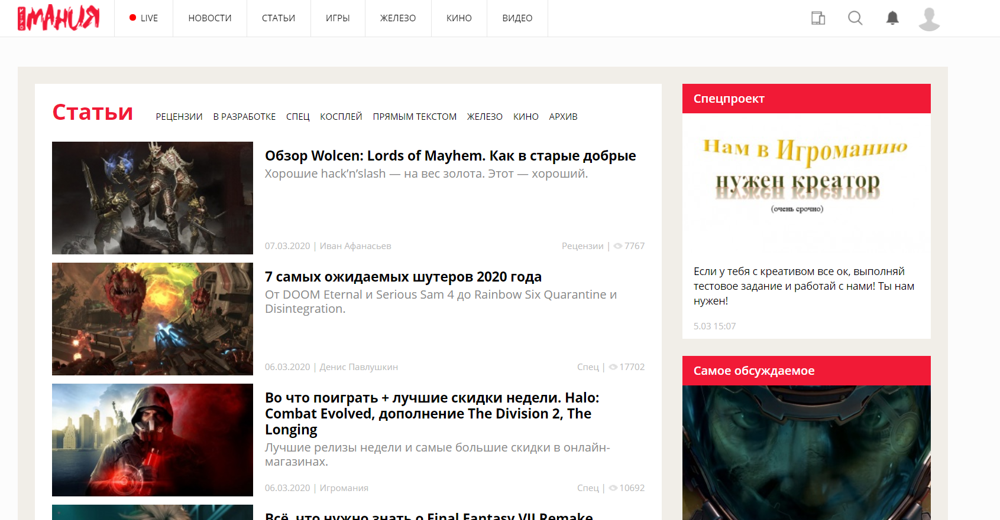 ИГРО МАНИЯ
LIVE
НОВОСТИ
СТАТЬИ
ИГРЫ
ЖЕЛЕЗО
КИНО
ВИДЕО
Статьи
РЕЦЕНЗИИ
В РАЗРАБОТКЕ
СПЕЦ
КОСПЛЕЙ
ПРЯМЫМ ТЕКСТОМ
ЖЕЛЕЗО
КИНО
АРХИВ
Обзор Wolcen: Lords of Mayhem. Как в старые добрые
Хорошие hack’n’slash — на вес золота. Этот — хороший.
07.03.2020 | Иван Афанасьев
Рецензии | 7767
7 самых ожидаемых шутеров 2020 года
От DOOM Eternal и Serious Sam 4 до Rainbow Six Quarantine и
Disintegration.
06.03.2020 | Денис Павлушкин
Спец | 17702
Во что поиграть + лучшие скидки недели. Halo:
Combat Evolved, дополнение The Division 2, The
Longing
Лучшие релизы недели и самые большие скидки в онлайн-
магазинах.
06.03.2020 | Игромания
Спец | 10692
Всё, что нужно знать о Final Fantasy VII Remake
Спецпроект
Нам в Игроманию
нужен креатор
(очень срочно)
Если у тебя с креативом все ок, выполняй
тестовое задание и работай с нами! Ты нам
нужен!
5.03 15:07
Самое обсуждаемое